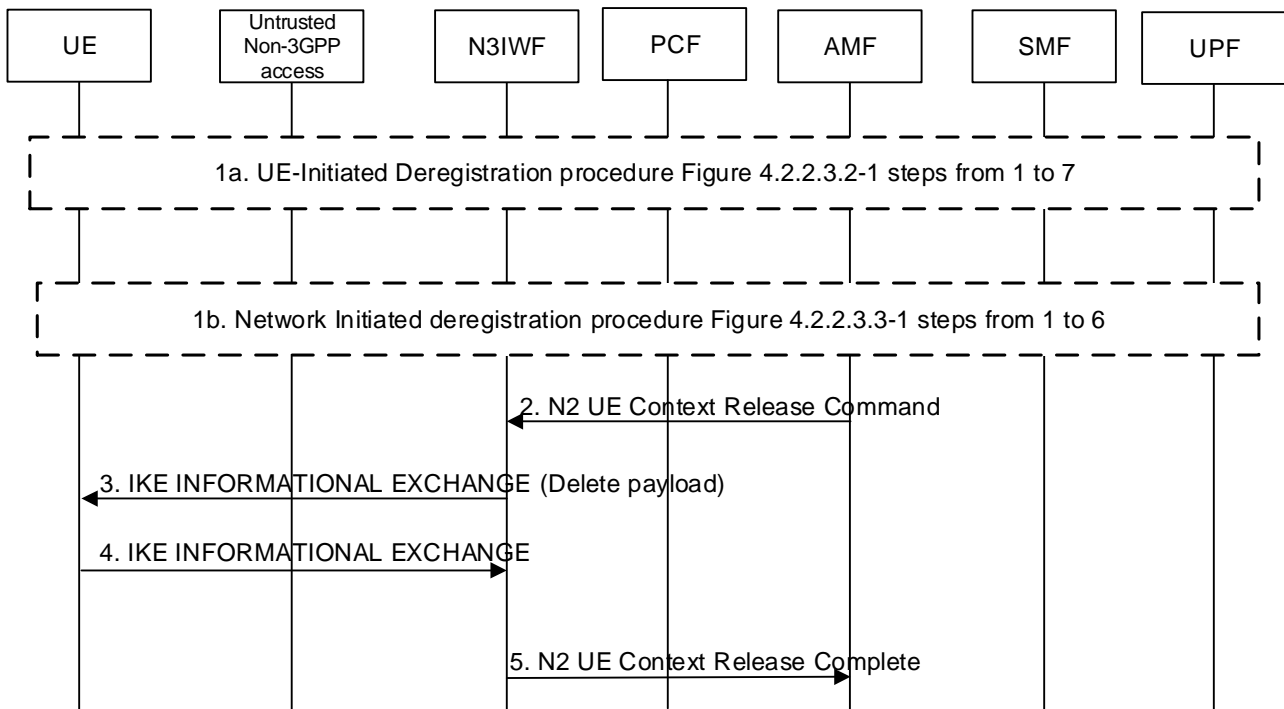 UE
Untrusted
Non-3GPP
access
N3IWF
PCF
AMF
SMF
UPF
1a. UE-Initiated Deregistration procedure Figure 4.2.2.3.2-1 steps from 1 to 7
1b. Network Initiated deregistration procedure Figure 4.2.2.3.3-1 steps from 1 to 6
2. N2 UE Context Release Command
3. IKE INFORMATIONAL EXCHANGE (Delete payload)
4. IKE INFORMATIONAL EXCHANGE
5. N2 UE Context Release Complete